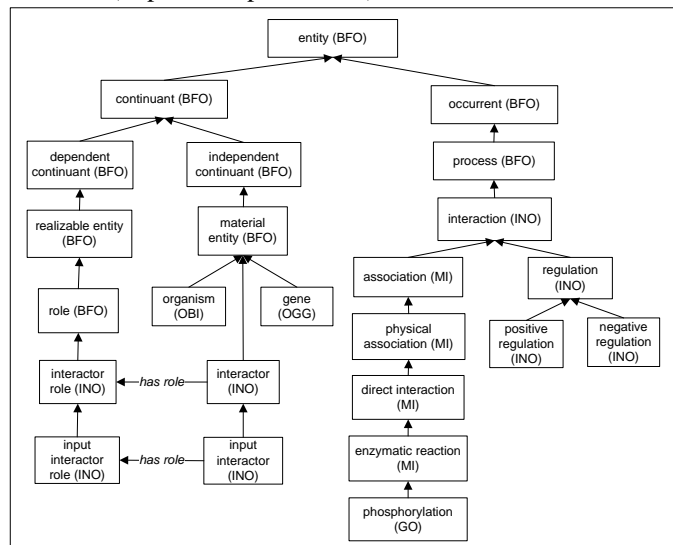 entity (BFO)
continuant (BFO)
occurrent (BFO)
dependent
continuant (BFO)
independent
continuant (BFO)
process (BFO)
realizable entity
(BFO)
material
entity (BFO)
interaction (INO)
organism
(OBI)
gene
(OGG)
association (MI)
regulation
(INO)
role (BFO)
physical
association (MI)
positive
regulation
(INO)
negative
regulation
(INO)
interactor
role (INO)
has role
interactor
(INO)
direct interaction
(MI)
input
interactor
role (INO)
has role
input
interactor
(INO)
enzymatic reaction
(MI)
phosphorylation
(GO)